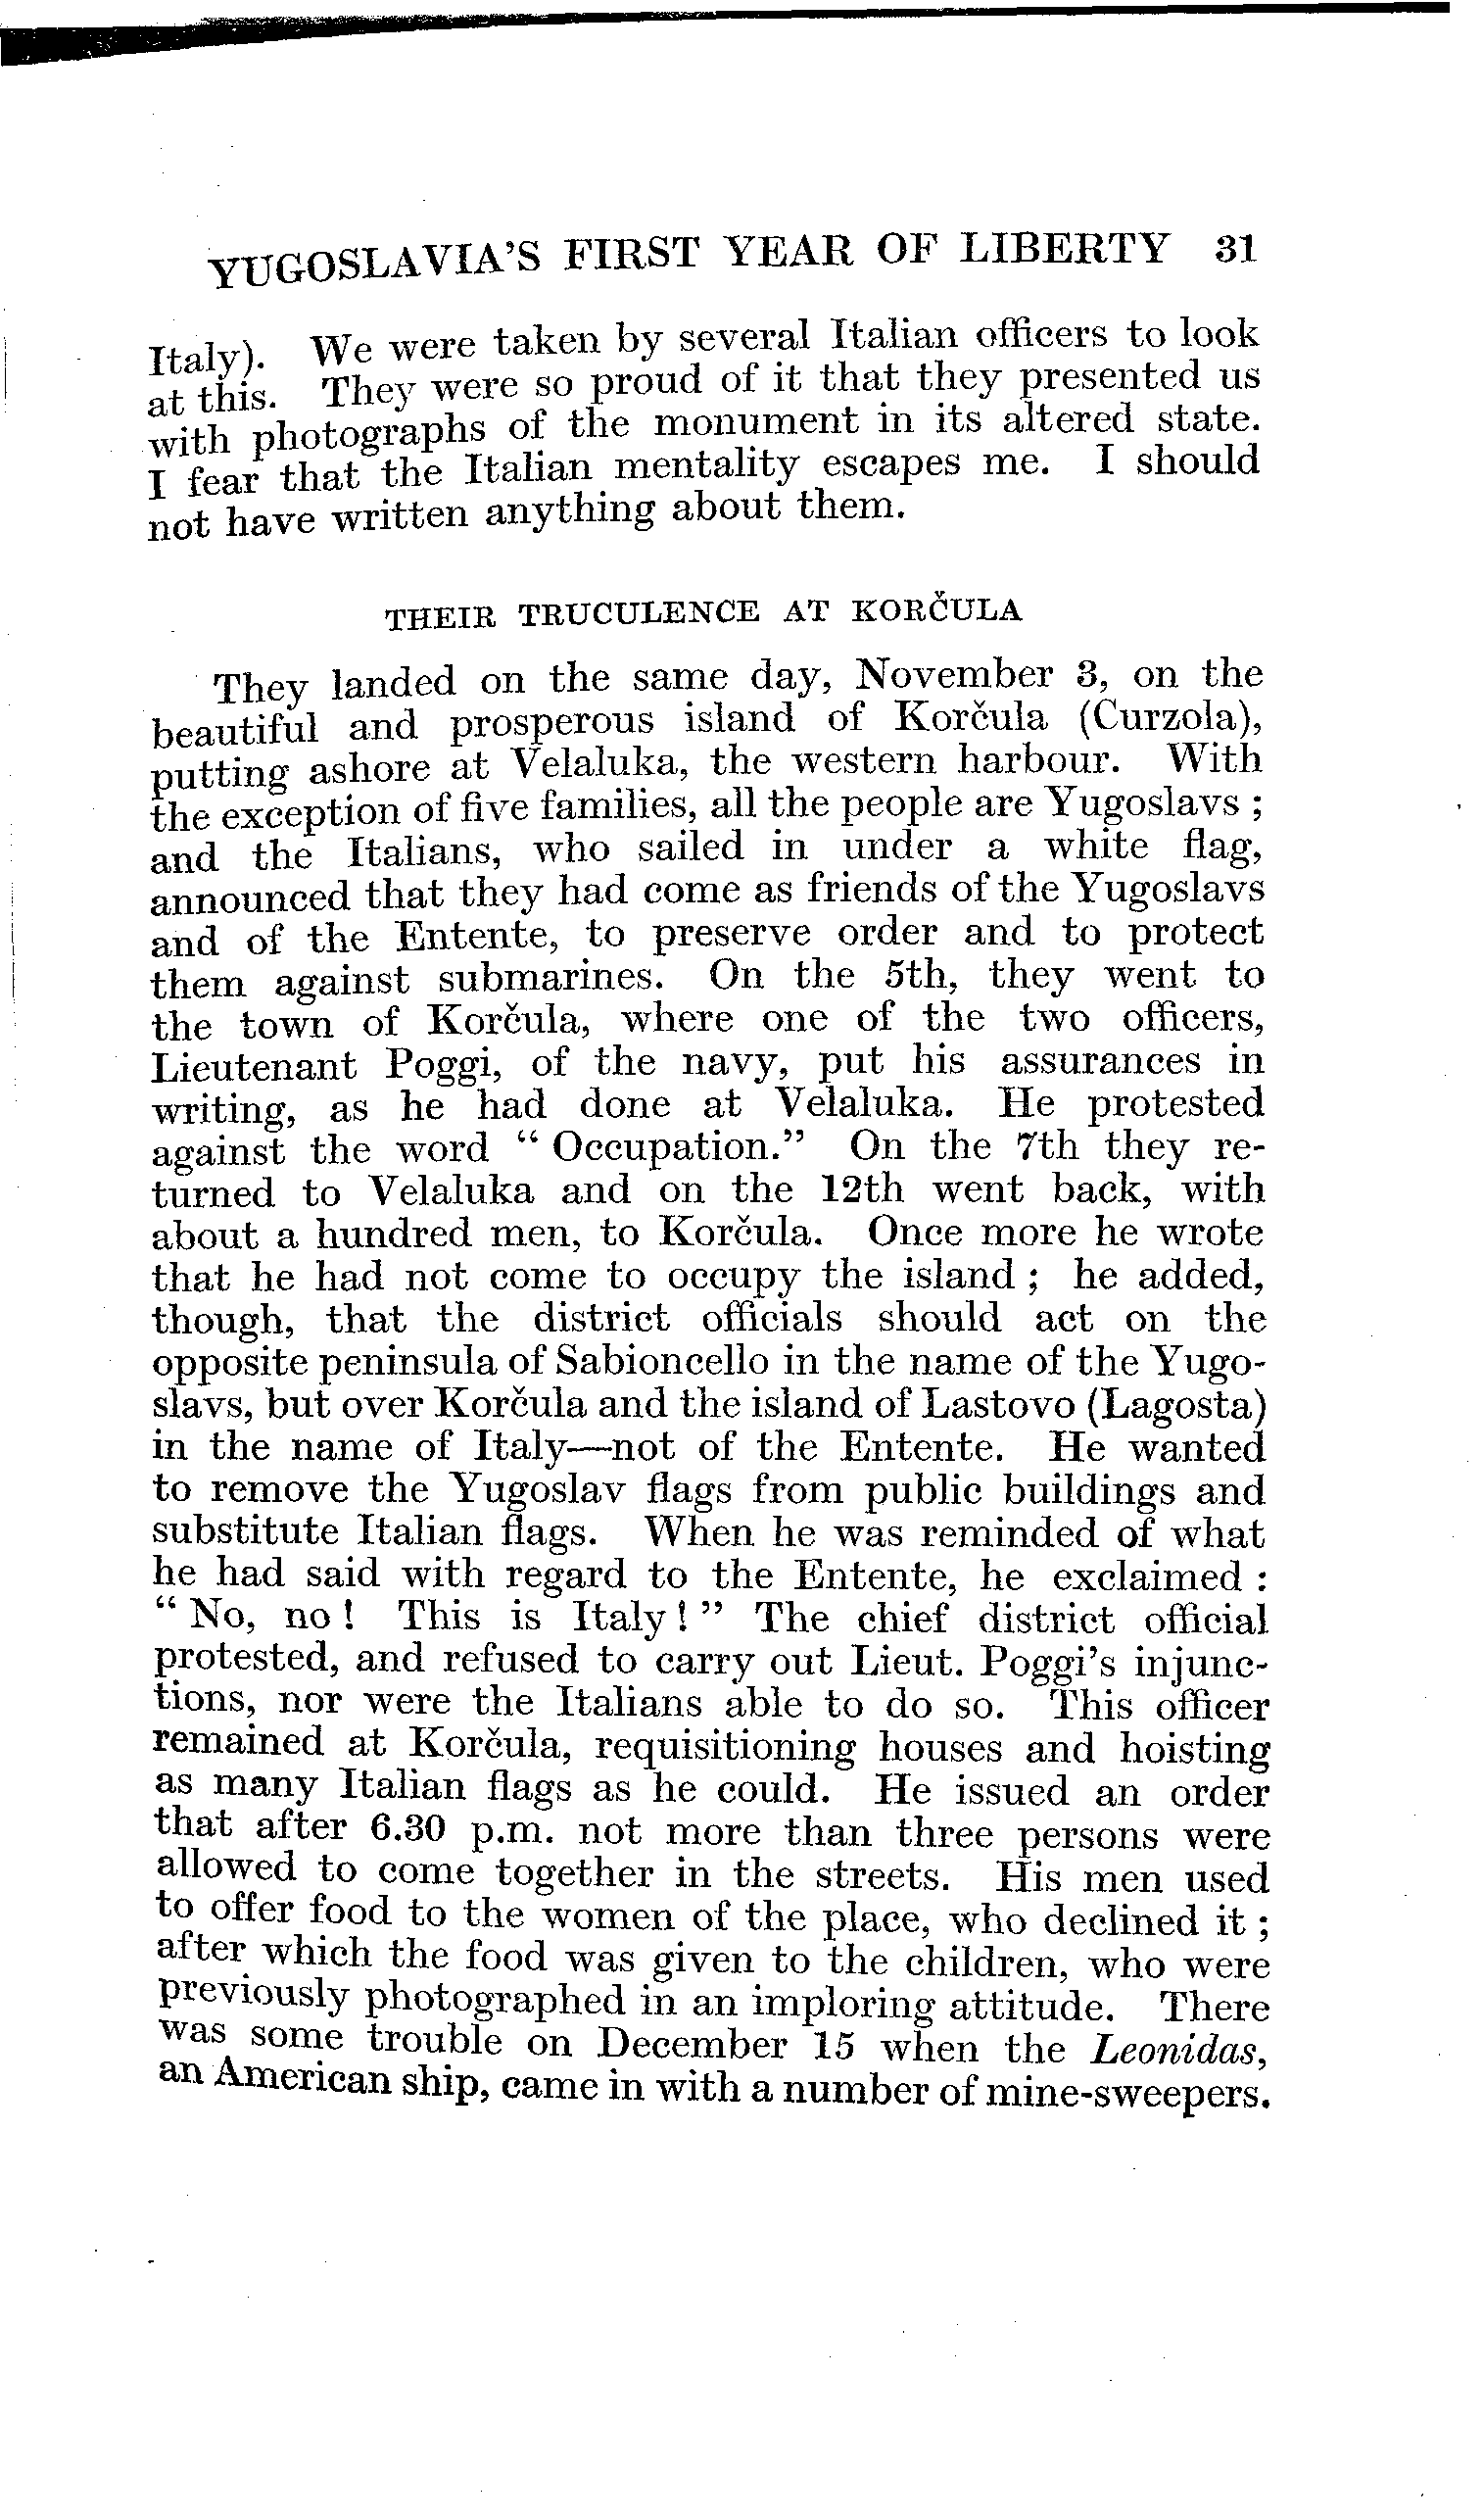 YUGOSLAVIA'S FIRST YEAR OF LIBERTY 31
Italy). We were taken by several Italian officers to look
at this. They were so proud of it that they presented us
with photographs of the monument in its altered state.
I fear that the Italian mentality escapes me. I should
not have written anything about them.
THEIR TRUCULENCE AT KORČULA
They landed on the same day, November 3, on the
beautiful and prosperous island of Korčula (Curzola),
putting ashore at Velaluka, the western harbour. With
the exception of five families, all the people are Yugoslavs ;
and the Italians, who sailed in under a white flag,
announced that they had come as friends of the Yugoslavs
and of the Entente, to preserve order and to protect
them against submarines. On the 5th, they went to
the town of Korčula, where one of the two officers,
Lieutenant Poggi, of the navy, put his assurances in
writing, as he had done at Velaluka. He protested
against the word “ Occupation.” On the 7th they re-
turned to Velaluka and on the 12th went back, with
about a hundred men, to Korčula. Once more he wrote
that he had not come to occupy the island ; he added,
though, that the district officials should act on the
opposite peninsula of Sabioncello in the name of the Yugo-
slavs, but over Korčula and the island of Lastovo (Lagosta)
in the name of Italy—not of the Entente. He wanted
to remove the Yugoslav flags from public buildings and
substitute Italian flags. When he was reminded of what
he had said with regard to the Entente, he exclaimed :
“ No, no ! This is Italy ! ” The chief district official
protested, and refused to carry out Lieut. Poggi's injunc-
tions, nor were the Italians able to do so. This officer
remained at Korčula, requisitioning houses and hoisting
as many Italian flags as he could. He issued an order
that after 6.30 p.m. not more than three persons were
allowed to come together in the streets. His men used
to offer food to the women of the place, who declined it ;
after which the food was given to the children, who were
previously photographed in an imploring attitude. There
was some trouble on December 15 when the Leonidas,
an American ship, came in with a number of mine-sweepers.